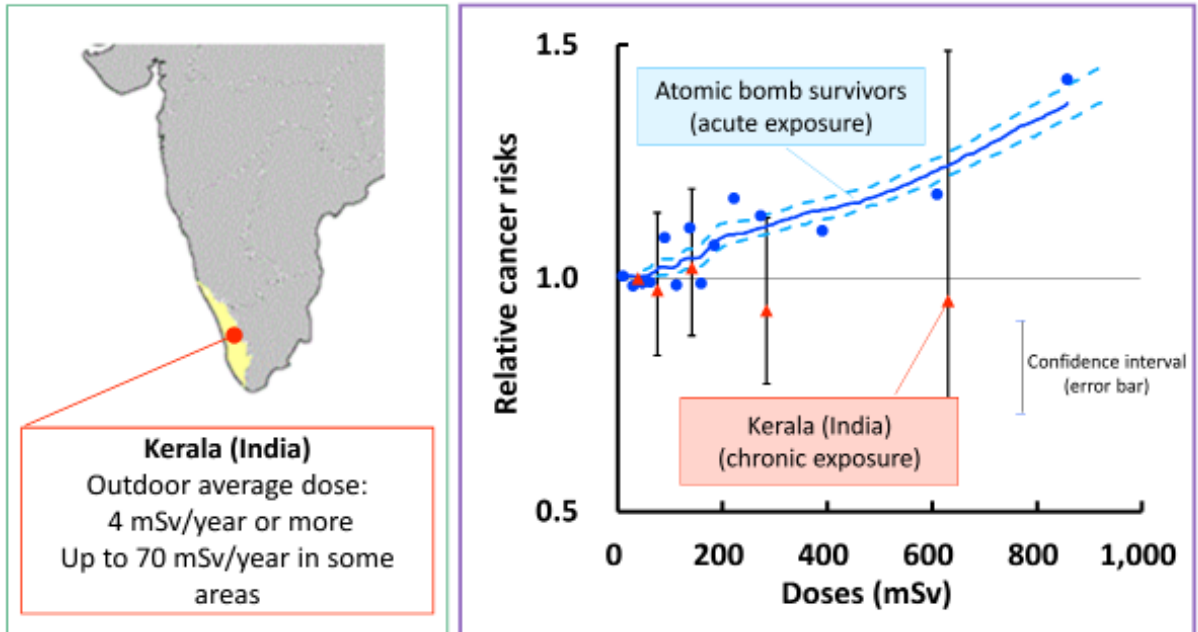 Kerala (India)
Outdoor average dose:
4 mSv/year or more
Up to 70 mSv/year in some
areas
Relative cancer risks
1.5
1.0
0.5
Atomic bomb survivors
(acute exposure)
Confidence interval
(error bar)
Kerala (India)
(chronic exposure)
0 200 400 600 800 1,000
Doses (mSv)